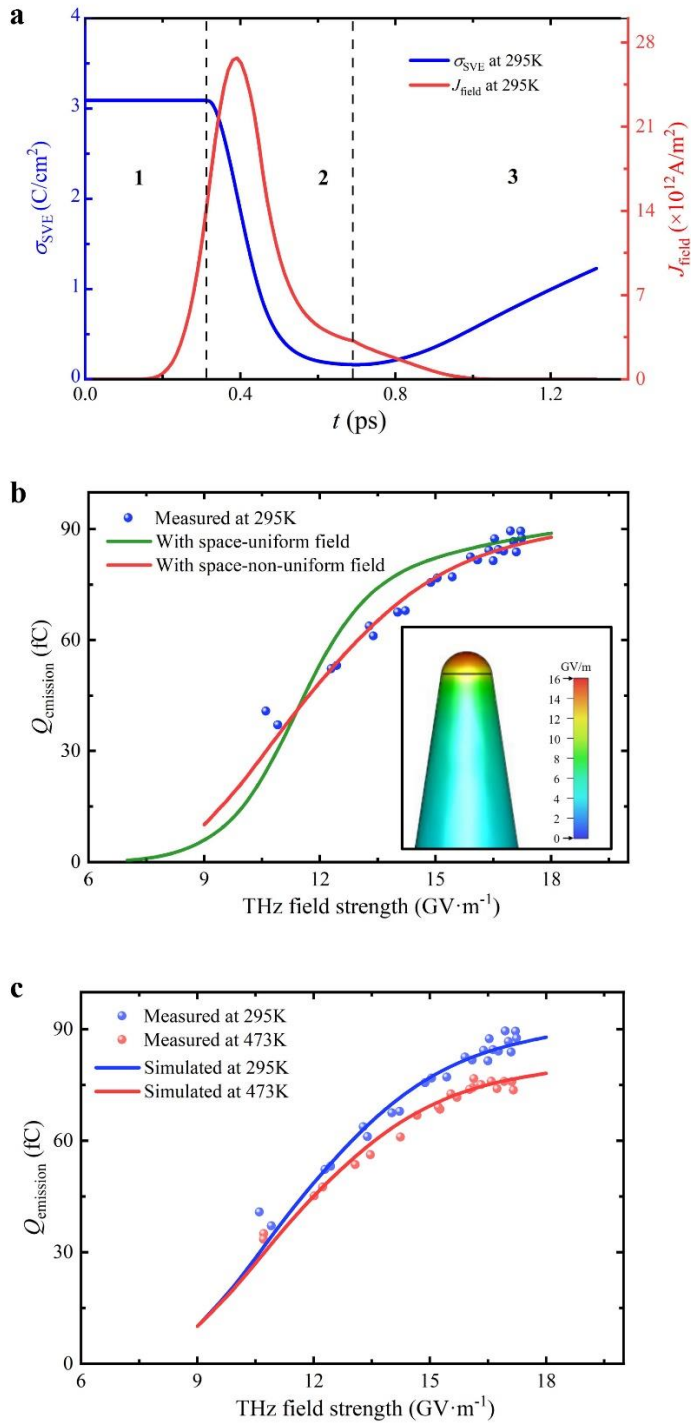 a
4
3
2
1
0
σSVE (C/cm²)
28
21
14
7
0
Jfield (×10¹²A/m²)
σSVE at 295K
Jfield at 295K
1
2
3
0.0
0.4
0.8
1.2
t (ps)
b
90
60
30
0
Qemission (fC)
Measured at 295K
With space-uniform field
With space-non-uniform field
GV/m
16
14
12
10
8
6
4
2
0
6
9
12
15
18
THz field strength (GV·m⁻¹)
c
90
60
30
0
Qemission (fC)
Measured at 295K
Measured at 473K
Simulated at 295K
Simulated at 473K
6
9
12
15
18
THz field strength (GV·m⁻¹)